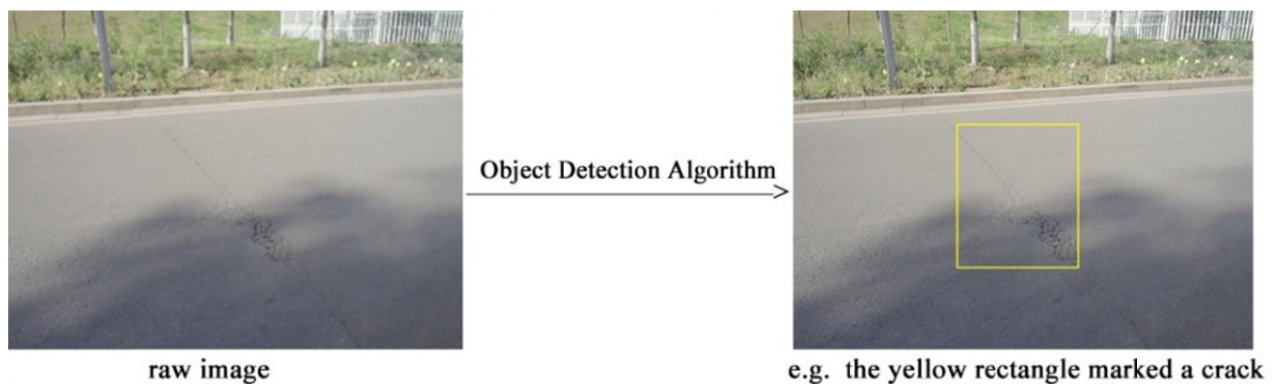 Object Detection Algorithm
raw image
e.g. the yellow rectangle marked a crack